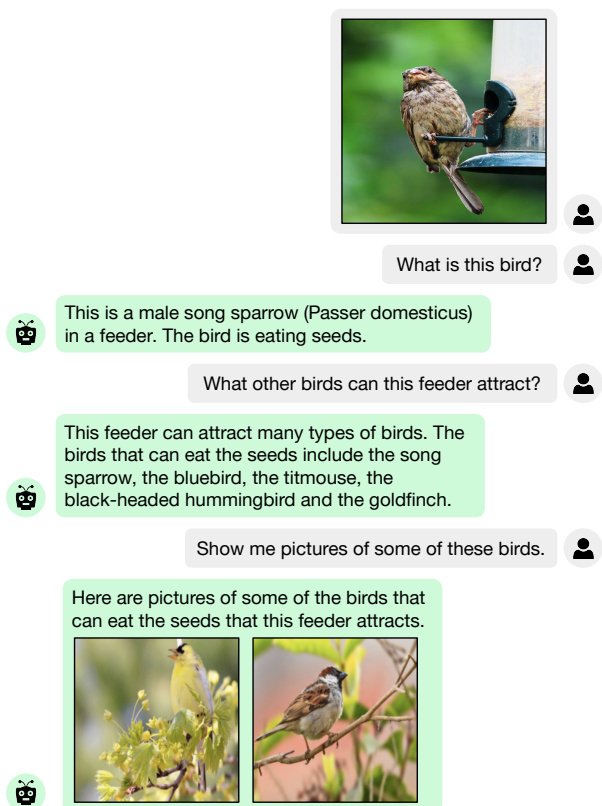 What is this bird?
This is a male song sparrow (Passer domesticus)
in a feeder. The bird is eating seeds.
What other birds can this feeder attract?
This feeder can attract many types of birds. The
birds that can eat the seeds include the song
sparrow, the bluebird, the titmouse, the
black-headed hummingbird and the goldfinch.
Show me pictures of some of these birds.
Here are pictures of some of the birds that
can eat the seeds that this feeder attracts.